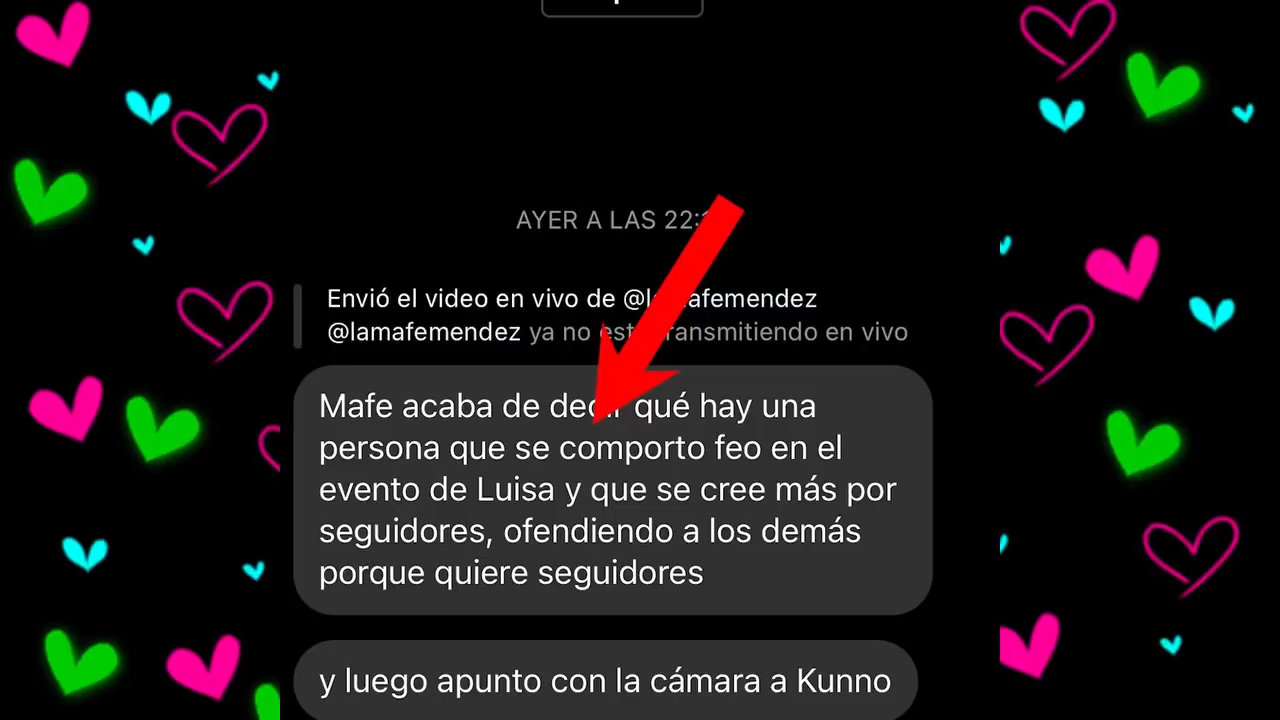 AYER A LAS 22:
Envió el video en vivo de
@lamafemendez ya no transmitiendo en vivo
Mafe acaba de qué hay una
persona que se comporto feo en el
evento de Luisa y que se cree más por
seguidores, ofendiendo a los demás
porque quiere seguidores
y luego apunto con la cámara a Kunno